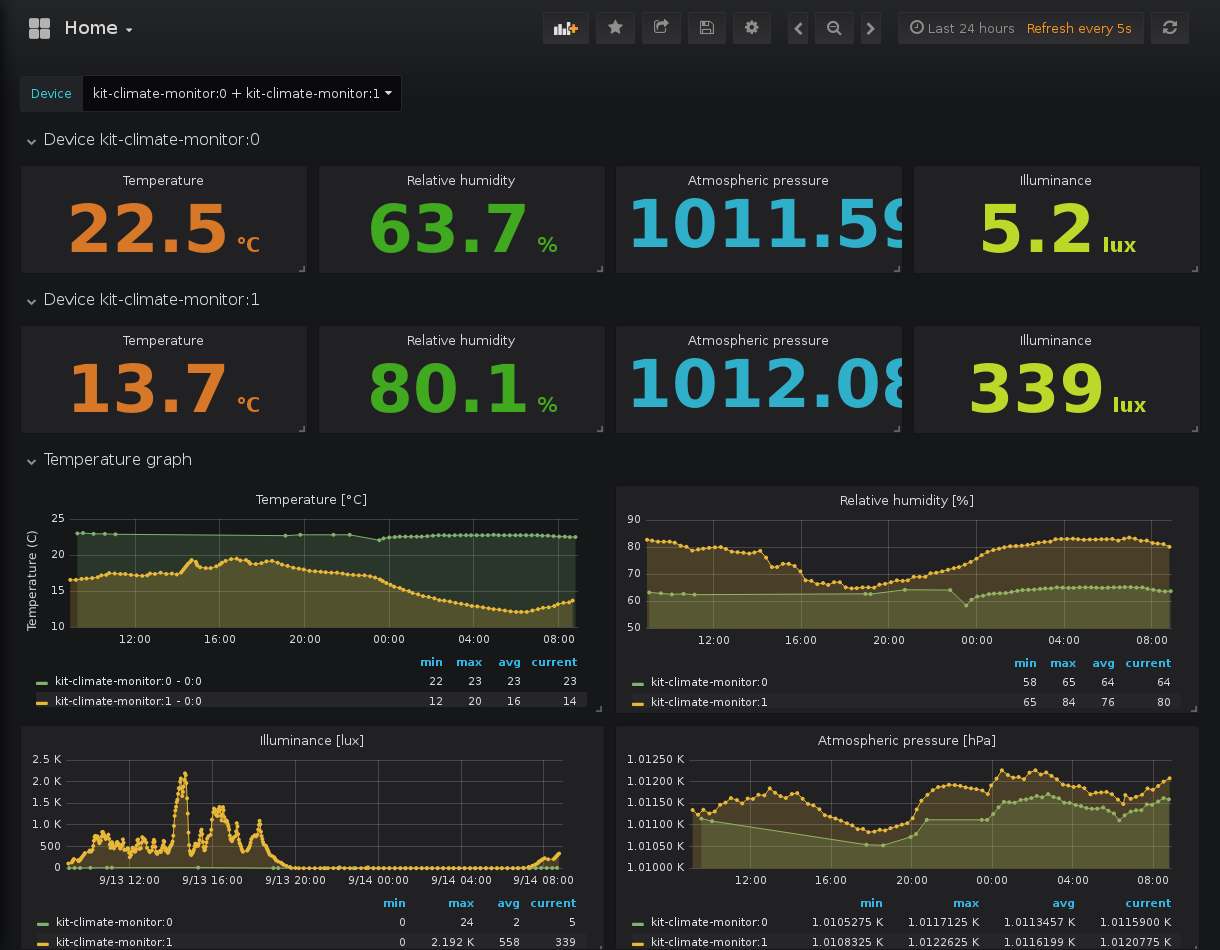 Home
Last 24 hours Refresh every 5s
Device kit-climate-monitor:0 + kit-climate-monitor:1
Device kit-climate-monitor:0
Temperature Relative humidity Atmospheric pressure Illuminance
22.5 °C 63.7 % 1011.59 5.2 lux
Device kit-climate-monitor:1
Temperature Relative humidity Atmospheric pressure Illuminance
13.7 °C 80.1 % 1012.08 339 lux
Temperature graph
Temperature [°C]
Temperature (C)
25
20
15
10
12:00 16:00 20:00 00:00 04:00 08:00
min max avg current
kit-climate-monitor:0 - 0:0 22 23 23 23
kit-climate-monitor:1 - 0:0 12 20 16 14
Relative humidity [%]
90
80
70
60
50
12:00 16:00 20:00 00:00 04:00 08:00
min max avg current
kit-climate-monitor:0 58 65 64 64
kit-climate-monitor:1 65 84 76 80
Illuminance [lux]
2.5 K
2.0 K
1.5 K
1.0 K
500
0
9/13 12:00 9/13 16:00 9/13 20:00 9/14 00:00 9/14 04:00 9/14 08:00
min max avg current
kit-climate-monitor:0 0 24 2 5
kit-climate-monitor:1 0 2.192 K 558 339
Atmospheric pressure [hPa]
1.01250 K
1.01200 K
1.01150 K
1.01100 K
1.01050 K
1.01000 K
12:00 16:00 20:00 00:00 04:00 08:00
min max avg current
kit-climate-monitor:0 1.0105275 K 1.0117125 K 1.0113457 K 1.0115900 K
kit-climate-monitor:1 1.0108325 K 1.0122625 K 1.0116199 K 1.0120775 K